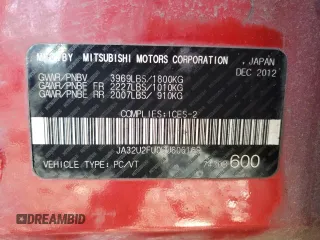 MFD BY MITSUBISHI MOTORS CORPORATION, JAPAN
DEC 2012
GVWR/PNBV 3969LBS/1800KG
GAWR/PNBE FR 2227LBS/1010KG
GAWR/PNBE RR 2007LBS/ 910KG
COMPLIES:ICES-2
VEHICLE TYPE: PC/VT
600
DREAMBID